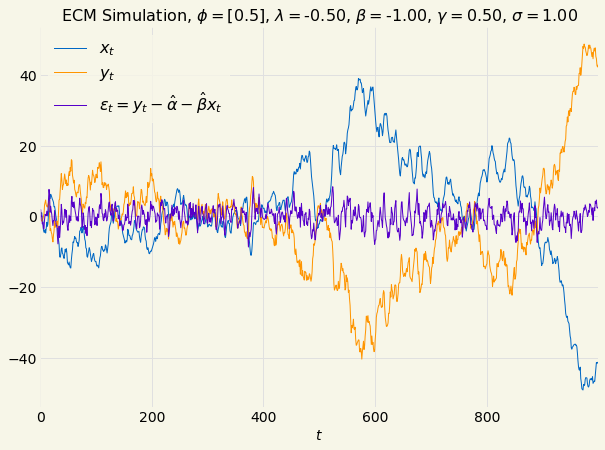 ECM Simulation, ϕ = [0.5], λ = -0.50, β = -1.00, γ = 0.50, σ = 1.00
x_t
y_t
ε_t = y_t − α̂ − β̂x_t
40
20
0
−20
−40
0 200 400 600 800
t